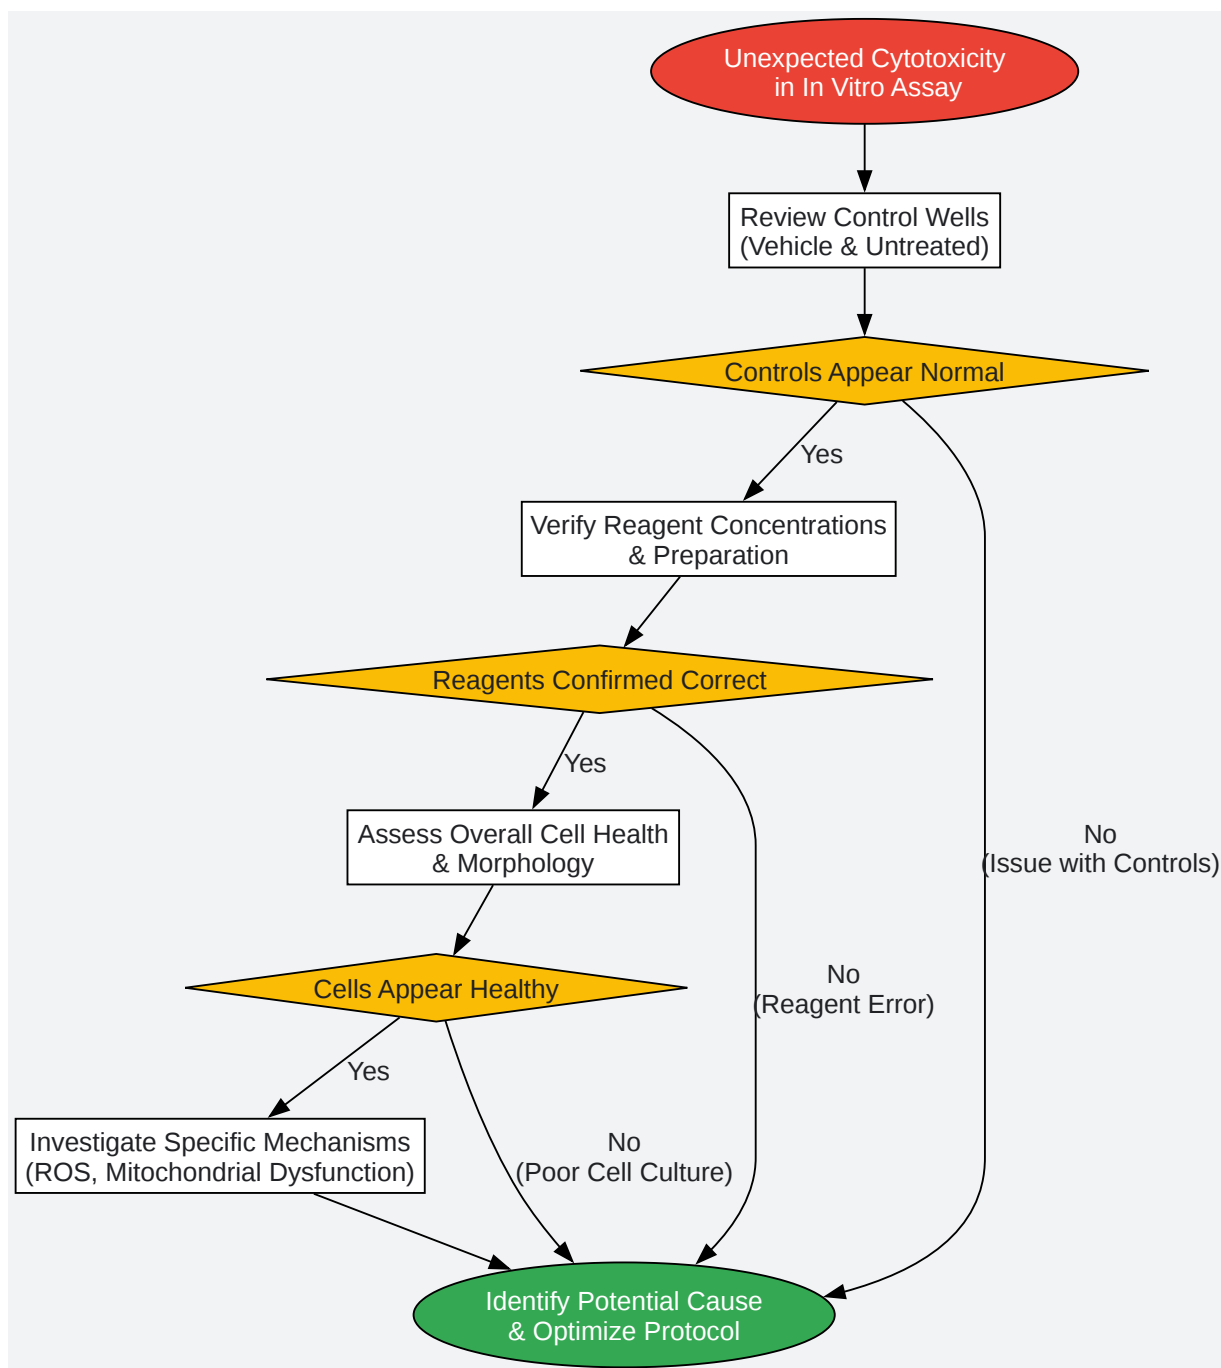 Unexpected Cytotoxicity
in In Vitro Assay
Review Control Wells
(Vehicle & Untreated)
Controls Appear Normal
Yes
Verify Reagent Concentrations
& Preparation
Reagents Confirmed Correct
Yes
Assess Overall Cell Health
& Morphology
No
(Issue with Controls)
Cells Appear Healthy
No
(Reagent Error)
Yes
Investigate Specific Mechanisms
(ROS, Mitochondrial Dysfunction)
No
(Poor Cell Culture)
Identify Potential Cause
& Optimize Protocol